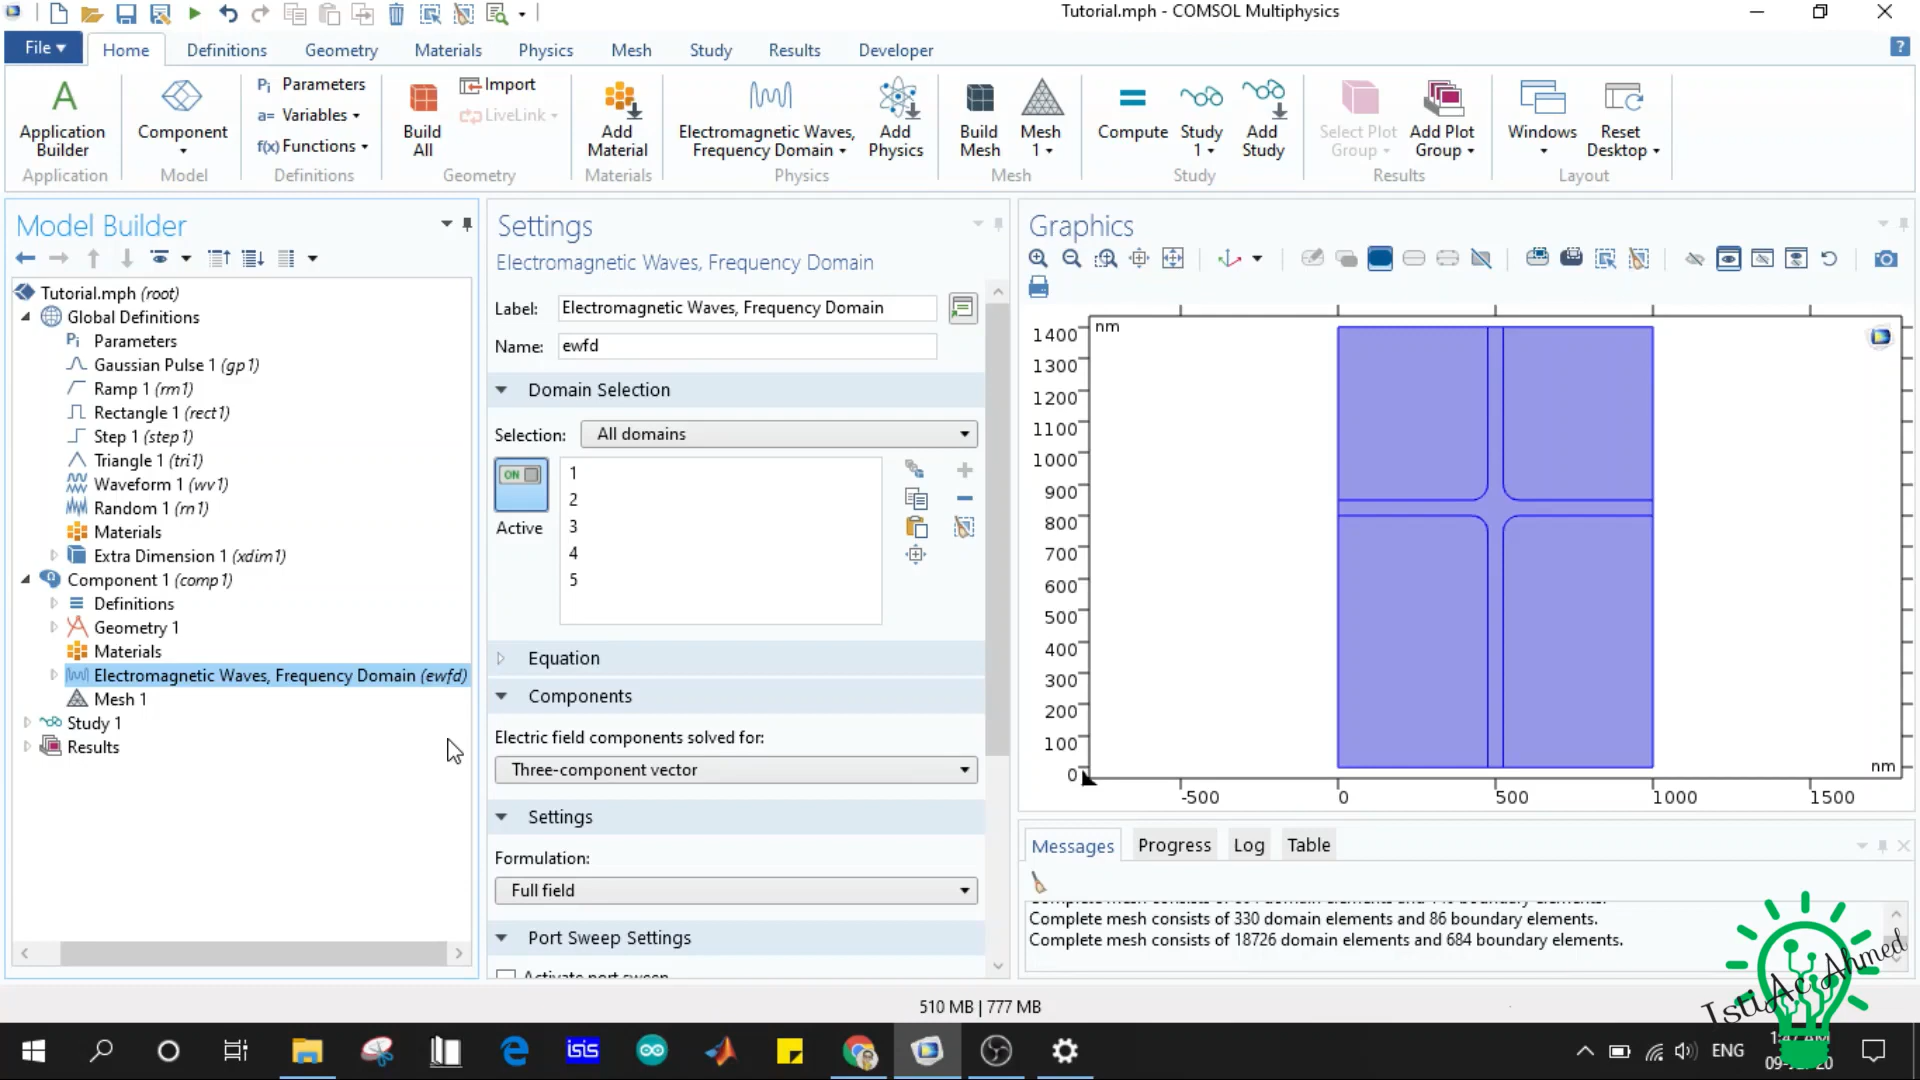 Tutorial.mph - COMSOL Multiphysics
File
Home
Definitions
Geometry
Materials
Physics
Mesh
Study
Results
Developer
Application Builder
Component
Pi Parameters
a= Variables
f(x) Functions
Build All
Import
LiveLink
Add Material
Electromagnetic Waves, Frequency Domain
Add Physics
Build Mesh
Mesh 1
Compute
Study 1
Add Study
Select Plot Group
Add Plot Group
Windows
Reset Desktop
Application
Model
Definitions
Geometry
Materials
Physics
Mesh
Study
Results
Layout
Model Builder
Tutorial.mph (root)
Global Definitions
Pi Parameters
Gaussian Pulse 1 (gp1)
Ramp 1 (rm1)
Rectangle 1 (rect1)
Step 1 (step1)
Triangle 1 (tri1)
Waveform 1 (wv1)
Random 1 (rn1)
Materials
Extra Dimension 1 (xdim1)
Component 1 (comp1)
Definitions
Geometry 1
Materials
Electromagnetic Waves, Frequency Domain (ewfd)
Mesh 1
Study 1
Results
Settings
Electromagnetic Waves, Frequency Domain
Label: Electromagnetic Waves, Frequency Domain
Name: ewfd
Domain Selection
Selection: All domains
ON
Active
1
2
3
4
5
Equation
Components
Electric field components solved for:
Three-component vector
Settings
Formulation:
Full field
Port Sweep Settings
Activate port sweep
Graphics
nm
1400
1300
1200
1100
1000
900
800
700
600
500
400
300
200
100
0
nm
-500
0
500
1000
1500
Messages
Progress
Log
Table
Complete mesh consists of 330 domain elements and 86 boundary elements.
Complete mesh consists of 18726 domain elements and 684 boundary elements.
510 MB | 777 MB
IstiAc Ahmed
isis
ENG